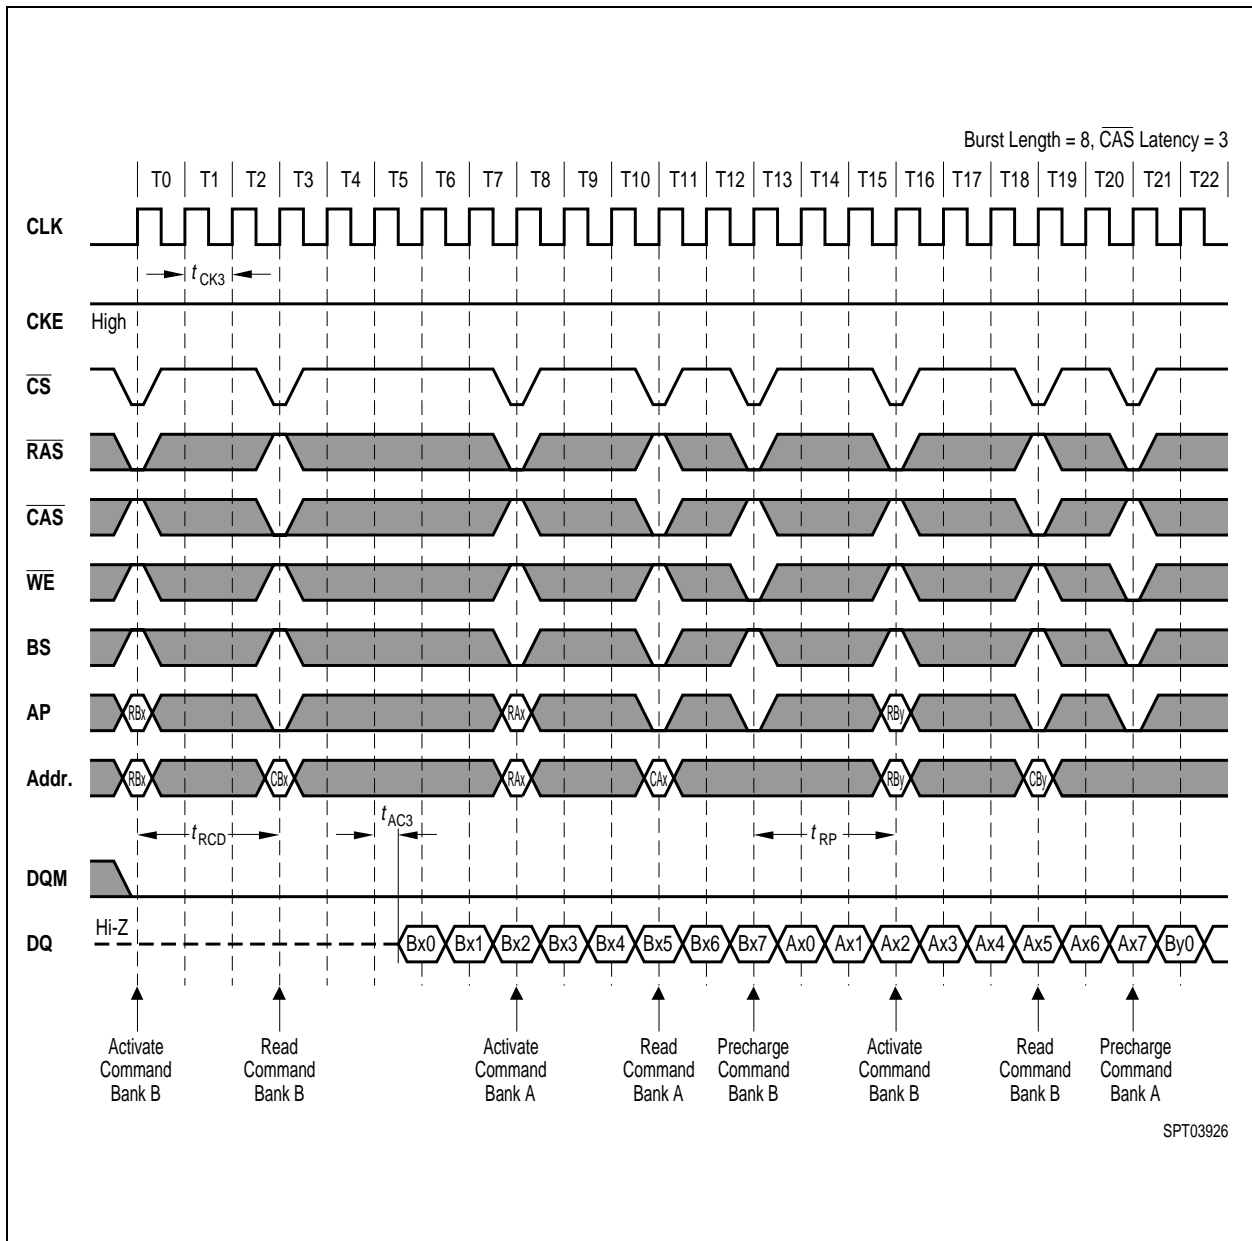 Burst Length = 8, CAS Latency = 3
T0 T1 T2 T3 T4 T5 T6 T7 T8 T9 T10 T11 T12 T13 T14 T15 T16 T17 T18 T19 T20 T21 T22
CLK
tCK3
CKE High
CS
RAS
CAS
WE
BS
AP RBx RAx RBy
Addr. RBx CBx RAx CAx RBy CBy
tRCD tAC3 tRP
DQM
Hi-Z
DQ Bx0 Bx1 Bx2 Bx3 Bx4 Bx5 Bx6 Bx7 Ax0 Ax1 Ax2 Ax3 Ax4 Ax5 Ax6 Ax7 By0
Activate Read Activate Read Precharge Activate Read Precharge
Command Command Command Command Command Command Command Command
Bank B Bank B Bank A Bank A Bank B Bank B Bank B Bank A
SPT03926